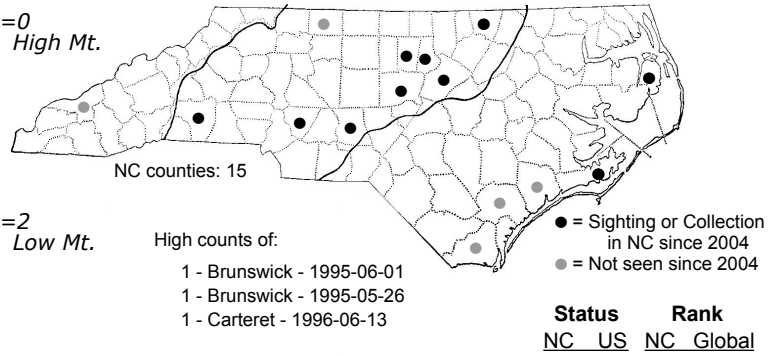 =0
High Mt.
NC counties: 15
=2
Low Mt.
High counts of:
1 - Brunswick - 1995-06-01
1 - Brunswick - 1995-05-26
1 - Carteret - 1996-06-13
= Sighting or Collection
in NC since 2004
= Not seen since 2004
Status Rank
NC US NC Global